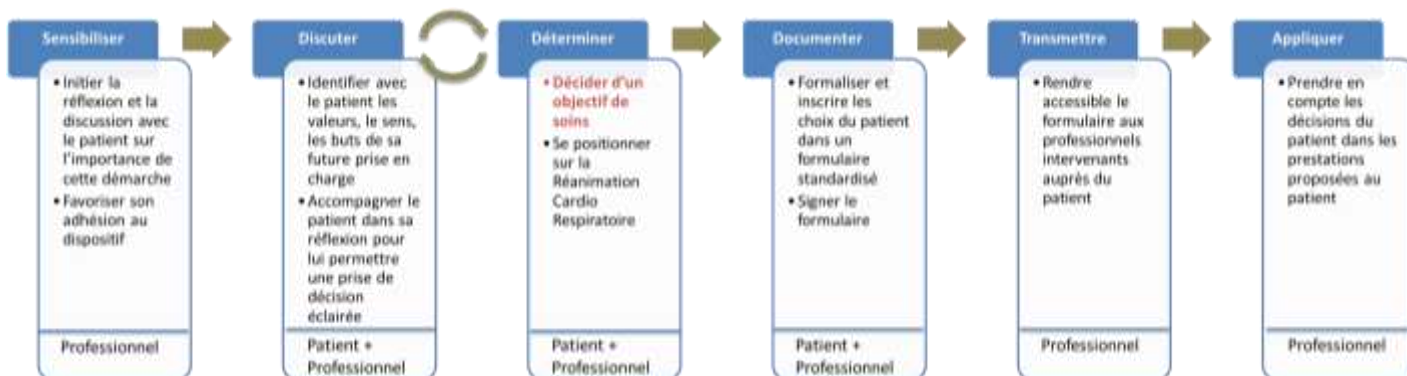 Sensibiliser
• Initier la
réflexion et la
discussion avec
le patient sur
l'importance de
cette démarche
• Favoriser son
adhésion au
dispositif
Professionnel
Discuter
• Identifier avec
le patient les
valeurs, le sens,
les buts de sa
future prise en
charge
• Accompagner le
patient dans sa
réflexion pour
lui permettre
une prise de
décision
éclairée
Patient +
Professionnel
Déterminer
• Décider d'un
objectif de
soins
• Se positionner
sur la
Réanimation
Cardio
Respiratoire
Patient +
Professionnel
Documenter
• Formaliser et
inscrire les
choix du patient
dans un
formulaire
standardisé
• Signer le
formulaire
Patient +
Professionnel
Transmettre
• Rendre
accessible le
formulaire aux
professionnels
intervenants
auprès du
patient
Professionnel
Appliquer
• Prendre en
compte les
décisions du
patient dans les
prestations
proposées au
patient
Professionnel